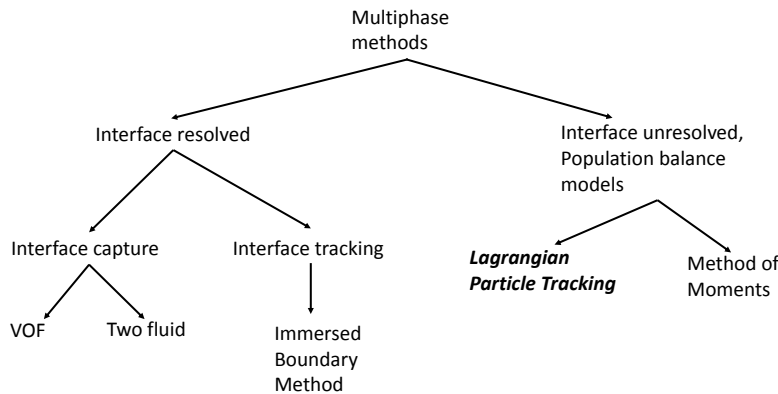 Multiphase
methods
Interface resolved
Interface unresolved,
Population balance
models
Interface capture
Interface tracking
Lagrangian
Particle Tracking
Method of
Moments
VOF
Two fluid
Immersed
Boundary
Method